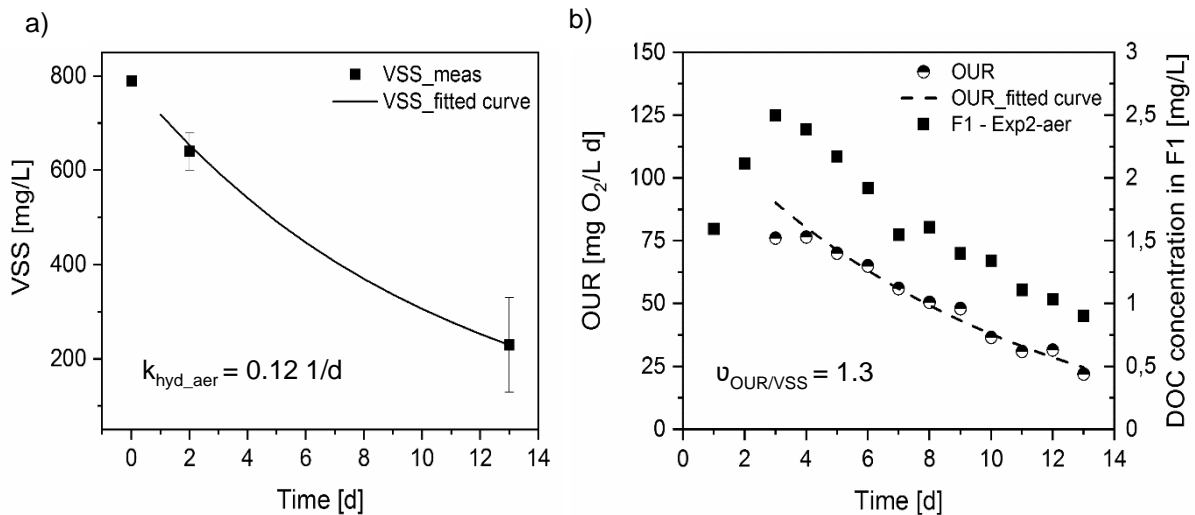 a)
VSS_meas
VSS_fitted curve
800
600
400
200
VSS [mg/L]
k_hyd_aer = 0.12 1/d
0 2 4 6 8 10 12 14
Time [d]
b)
OUR
OUR_fitted curve
F1 - Exp2-aer
150
125
100
75
50
25
0
OUR [mg O₂/L d]
3
2,5
2
1,5
1
0,5
0
DOC concentration in F1 [mg/L]
υ_OUR/VSS = 1.3
0 2 4 6 8 10 12 14
Time [d]